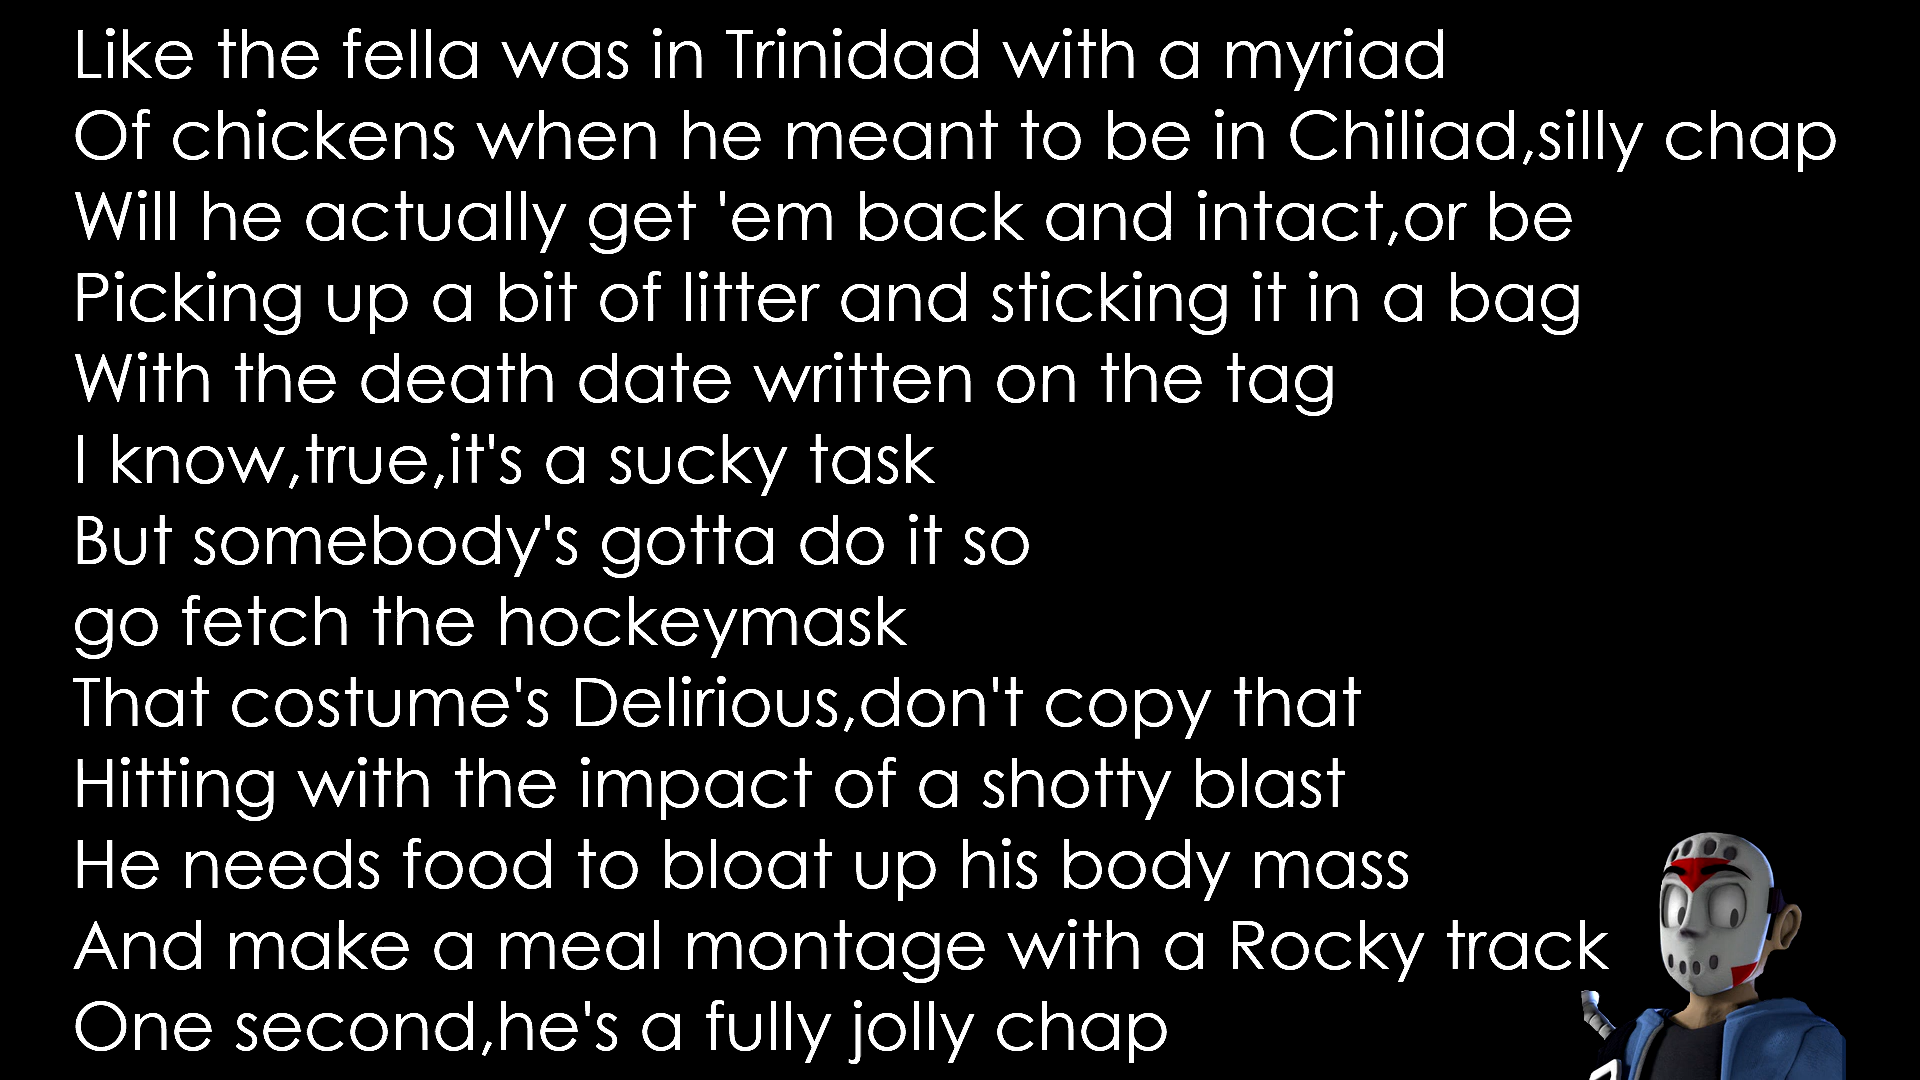 Like the fella was in Trinidad with a myriad
Of chickens when he meant to be in Chiliad,silly chap
Will he actually get 'em back and intact,or be
Picking up a bit of litter and sticking it in a bag
With the death date written on the tag
I know,true,it's a sucky task
But somebody's gotta do it so
go fetch the hockeymask
That costume's Delirious,don't copy that
Hitting with the impact of a shotty blast
He needs food to bloat up his body mass
And make a meal montage with a Rocky track
One second,he's a fully jolly chap